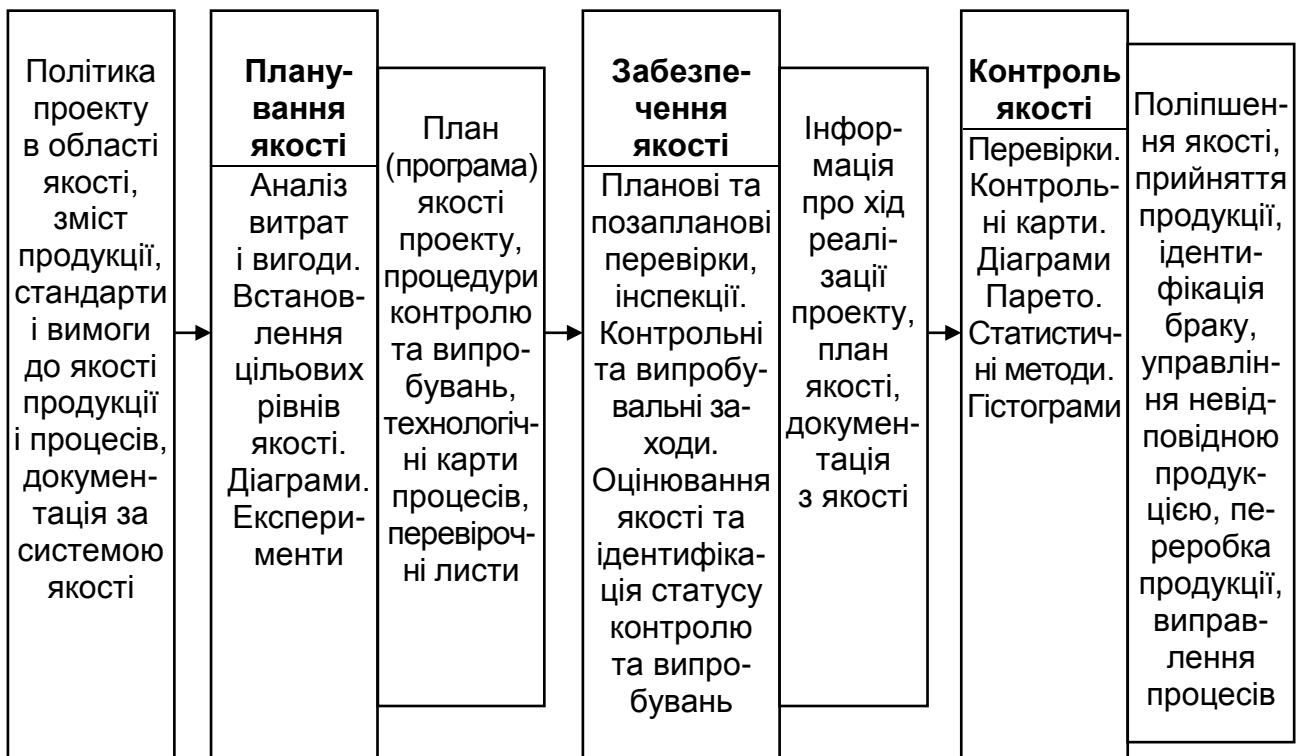 Політика
проекту
в області
якості,
зміст
продукції,
стандарти
і вимоги
до якості
продукції
і процесів,
докумен-
тація за
системою
якості
Плану-
вання
якості
Аналіз
витрат
і вигоди.
Встанов-
лення
цільових
рівнів
якості.
Діаграми.
Експери-
менти
План
(програма)
якості
проекту,
процедури
контролю
та випро-
бувань,
технологіч-
ні карти
процесів,
перевіроч-
ні листи
Забезпе-
чення
якості
Планові та
позапланові
перевірки,
інспекції.
Контрольні
та випробу-
вальні за-
ходи.
Оцінювання
якості та
ідентифіка-
ція статусу
контролю
та випро-
бувань
Інфор-
мація
про хід
реалі-
зації
проекту,
план
якості,
докумен-
тація
з якості
Контроль
якості
Перевірки.
Контроль-
ні карти.
Діаграми
Парето.
Статистич-
ні методи.
Гістограми
Поліпшен-
ня якості,
прийняття
продукції,
іденти-
фікація
браку,
управлін-
ня невід-
повідною
продук-
цією, пе-
реробка
продукції,
виправ-
лення
процесів